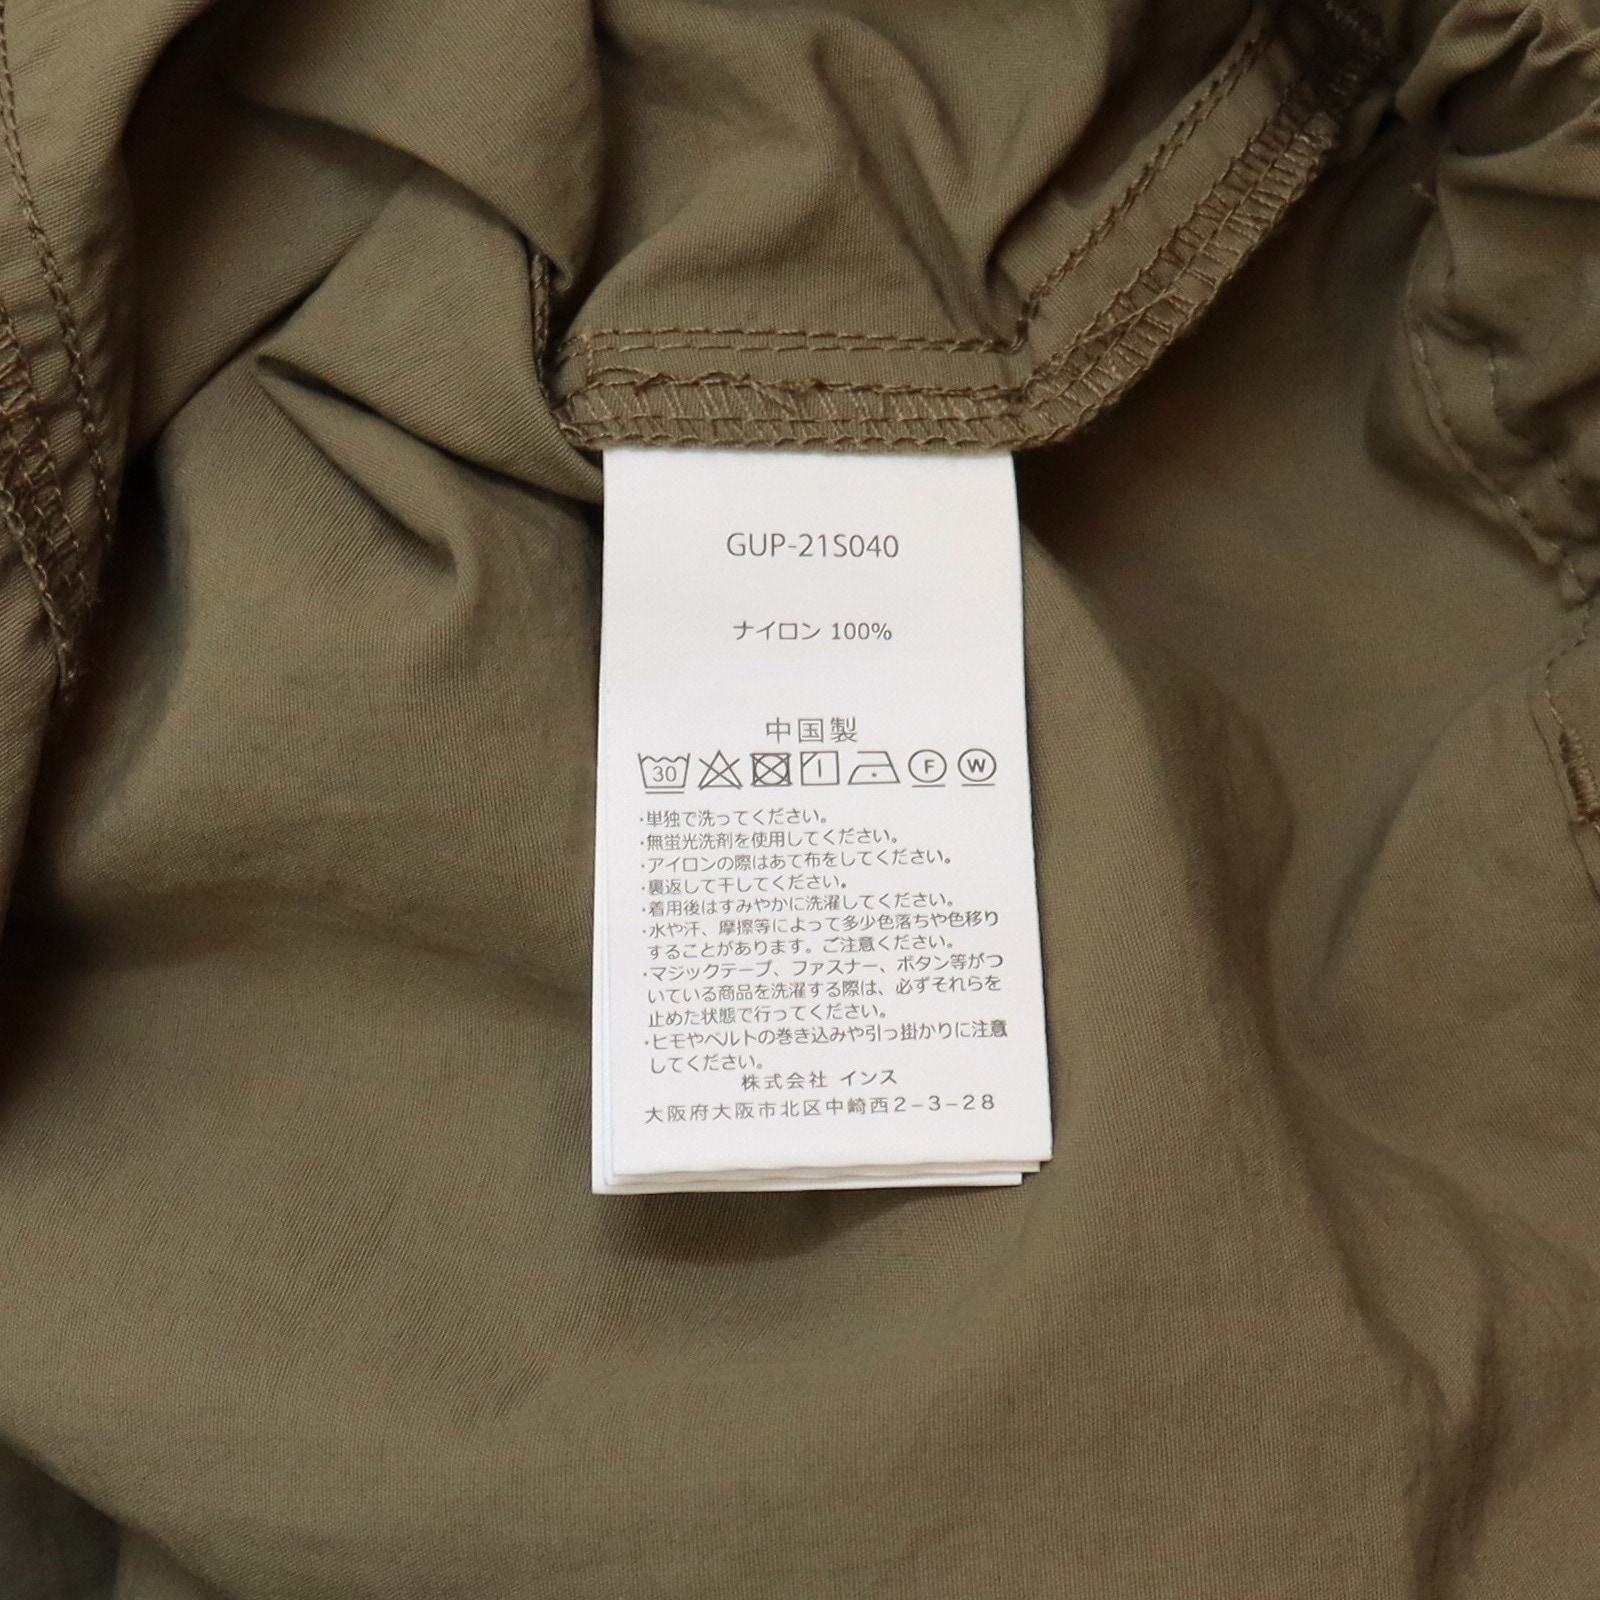 GUP-21S040
ナイロン 100%
中国製
30 F W
・単独で洗ってください。
・無蛍光洗剤を使用してください。
・アイロンの際はあて布をしてください。
・裏返して干してください。
・着用後はすみやかに洗濯してください。
・水や汗、摩擦等によって多少色落ちや色移り
することがあります。ご注意ください。
・マジックテープ、ファスナー、ボタン等がつ
いている商品を洗濯する際は、必ずそれらを
止めた状態で行ってください。
・ヒモやベルトの巻き込みや引っ掛かりに注意
してください。
株式会社 インス
大阪府大阪市北区中崎西2−3−28